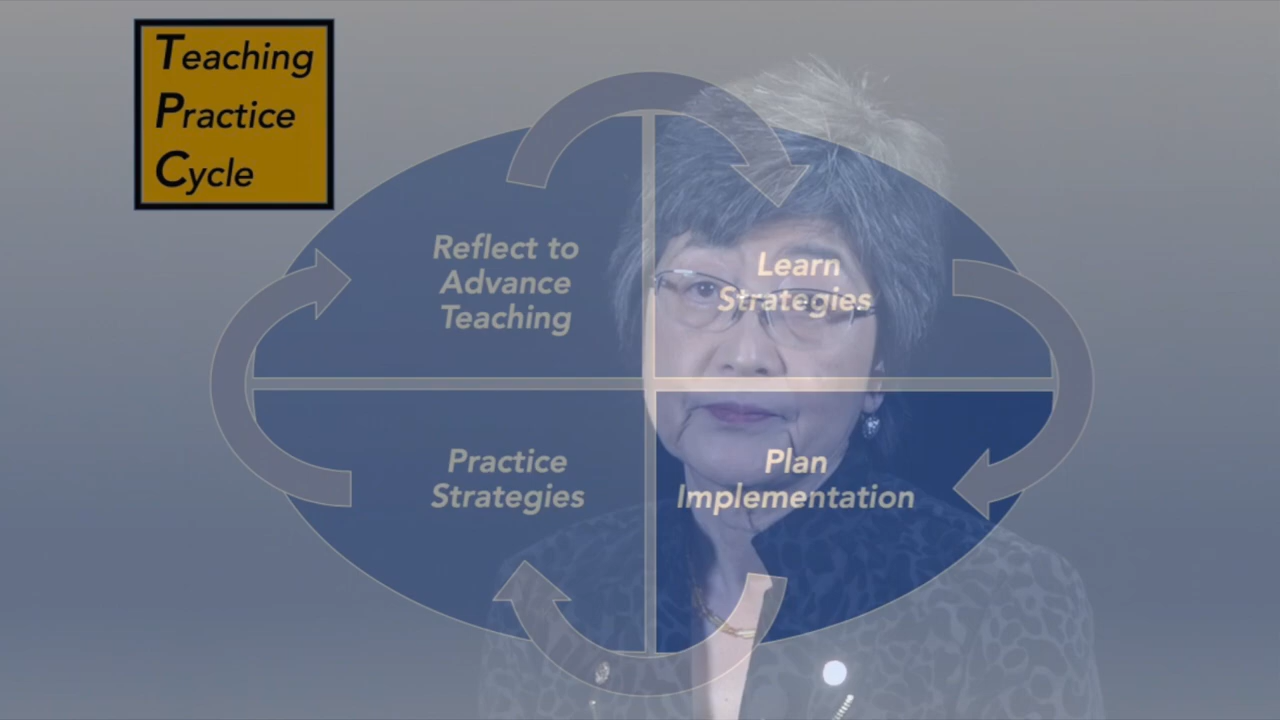 Teaching
Practice
Cycle
Reflect to
Advance
Teaching
Learn
Strategies
Practice
Strategies
Plan
Implementation